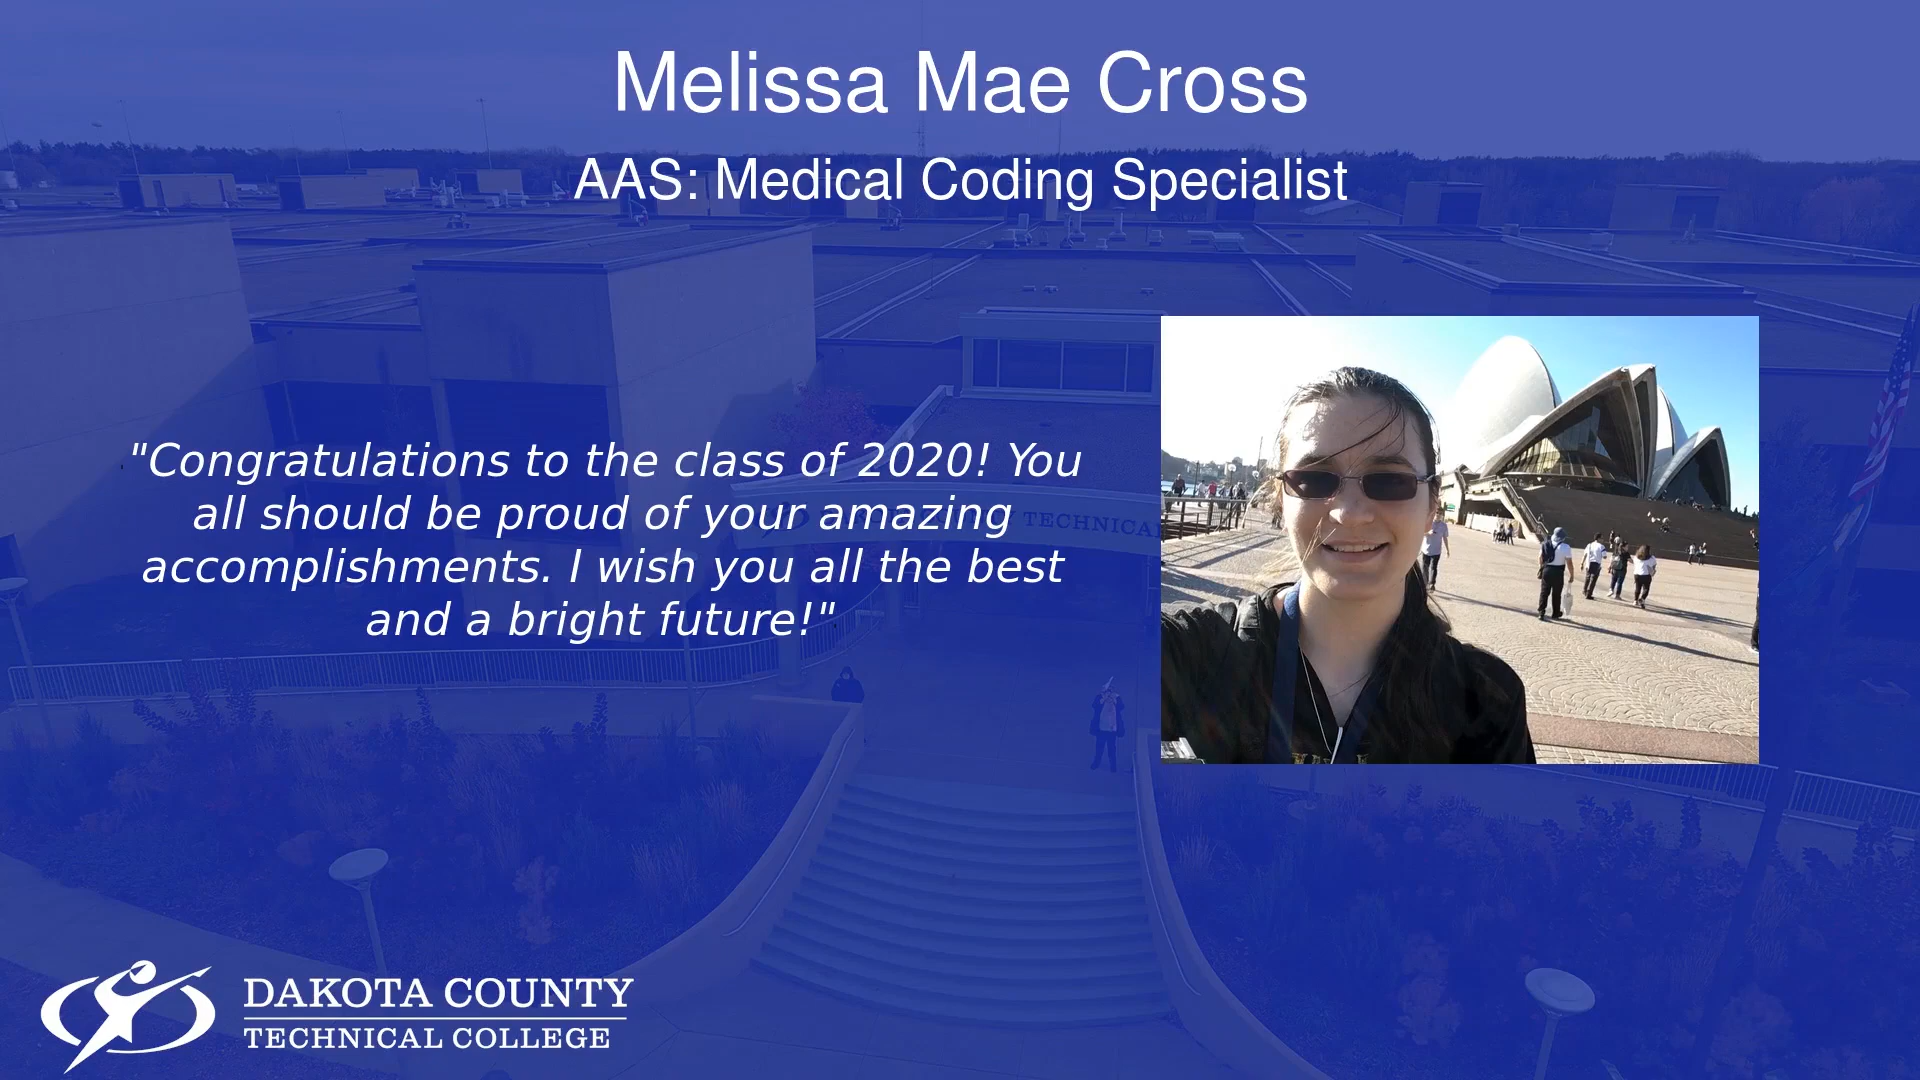 Melissa Mae Cross
AAS: Medical Coding Specialist
"Congratulations to the class of 2020! You
all should be proud of your amazing
accomplishments. I wish you all the best
and a bright future!"
TECHNICAL
DAKOTA COUNTY
TECHNICAL COLLEGE